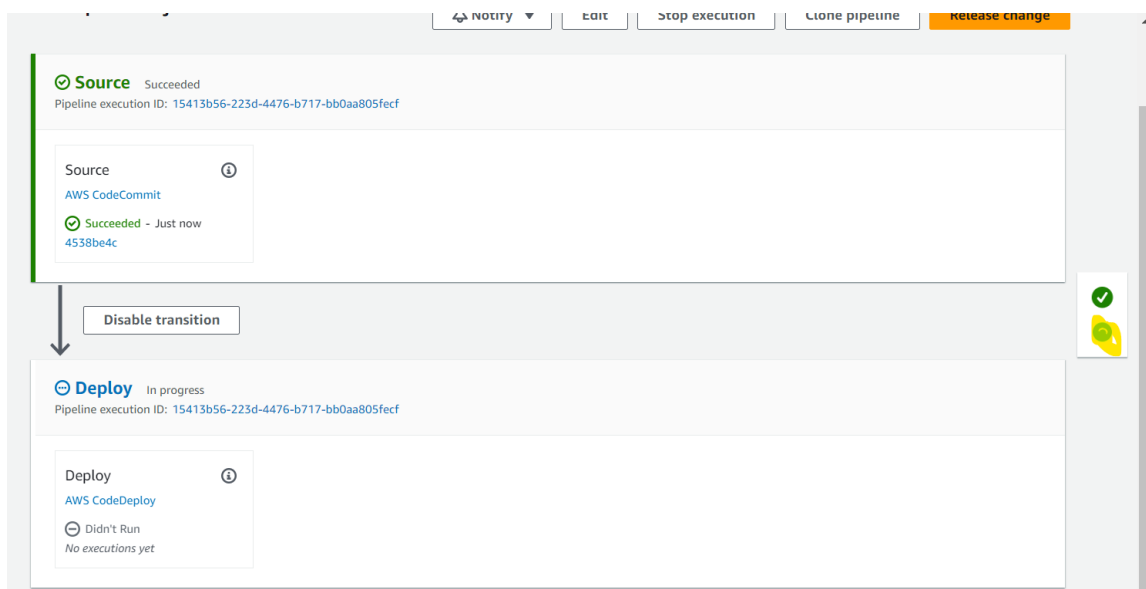 Notify
Edit
Stop execution
Clone pipeline
Release change
Source Succeeded
Pipeline execution ID: 15413b56-223d-4476-b717-bb0aa805fecf
Source
AWS CodeCommit
Succeeded - Just now
4538be4c
Disable transition
Deploy In progress
Pipeline execution ID: 15413b56-223d-4476-b717-bb0aa805fecf
Deploy
AWS CodeDeploy
Didn't Run
No executions yet